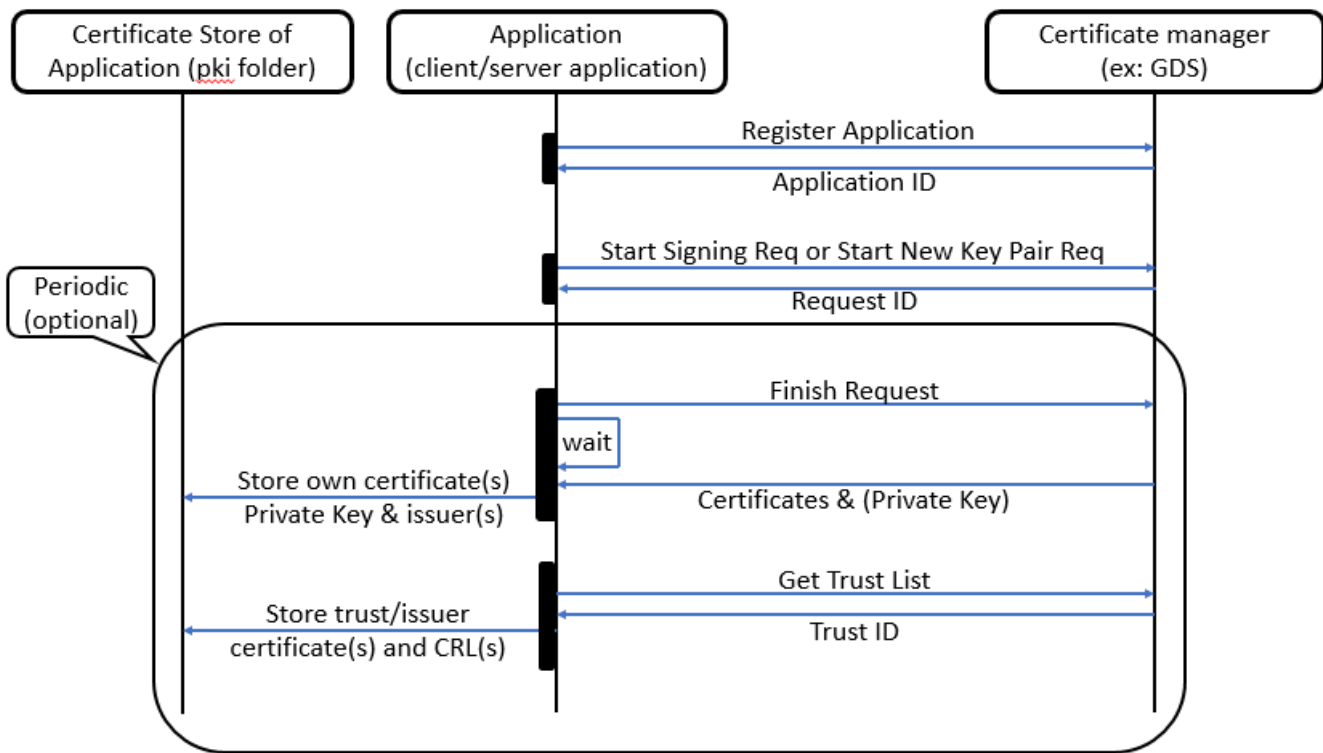 Certificate Store of
Application (pki folder)
Application
(client/server application)
Certificate manager
(ex: GDS)
Register Application
Application ID
Start Signing Req or Start New Key Pair Req
Request ID
Periodic
(optional)
Finish Request
wait
Store own certificate(s)
Private Key & issuer(s)
Certificates & (Private Key)
Get Trust List
Store trust/issuer
certificate(s) and CRL(s)
Trust ID